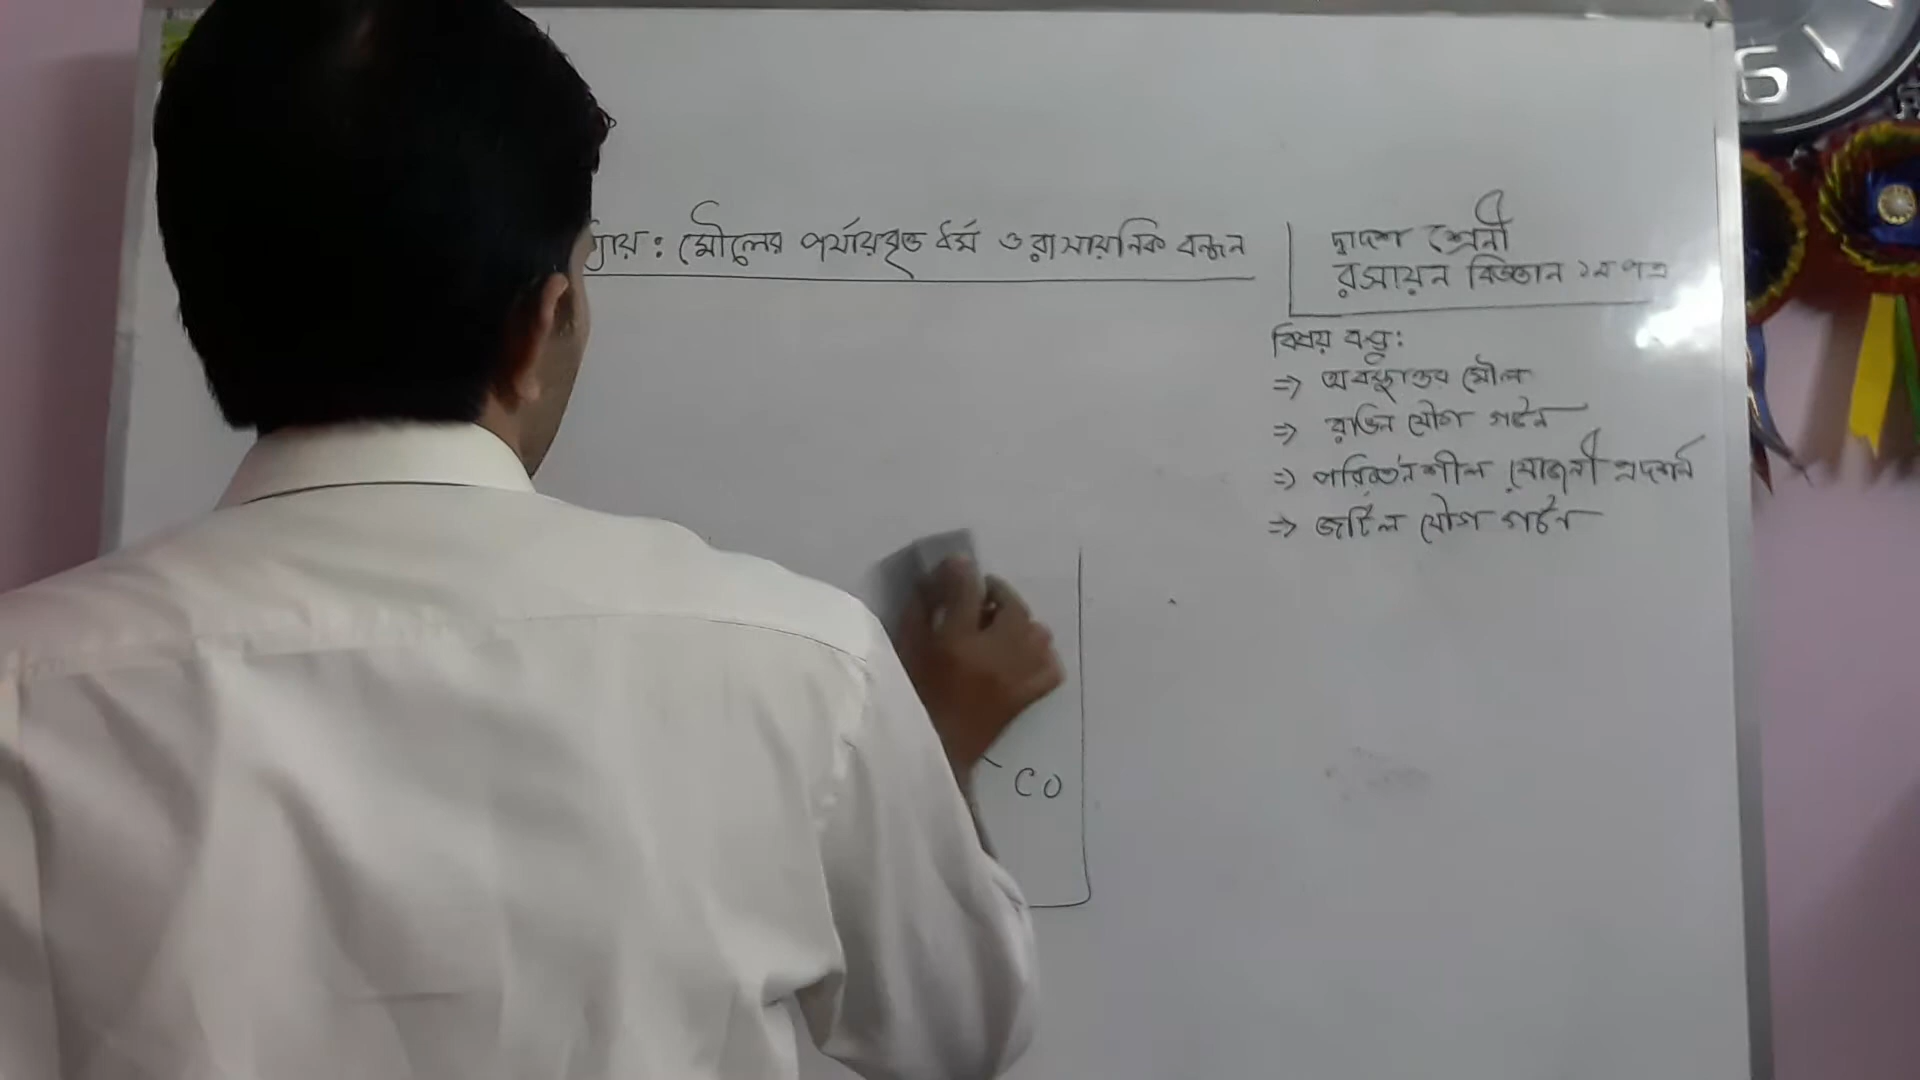 ্যায়: মৌলের পর্যায়বৃত্ত ধর্ম ও রাসায়নিক বন্ধন
দ্বাদশ শ্রেনী
রসায়ন বিজ্ঞান ১ম পত্র
বিষয় বস্তু:
=> অবস্থান্তর মৌল
=> রঙিন যৌগ গঠন
=> পরিবর্তনশীল যোজনী প্রদর্শন
=> জটিল যৌগ গঠন
CO
6